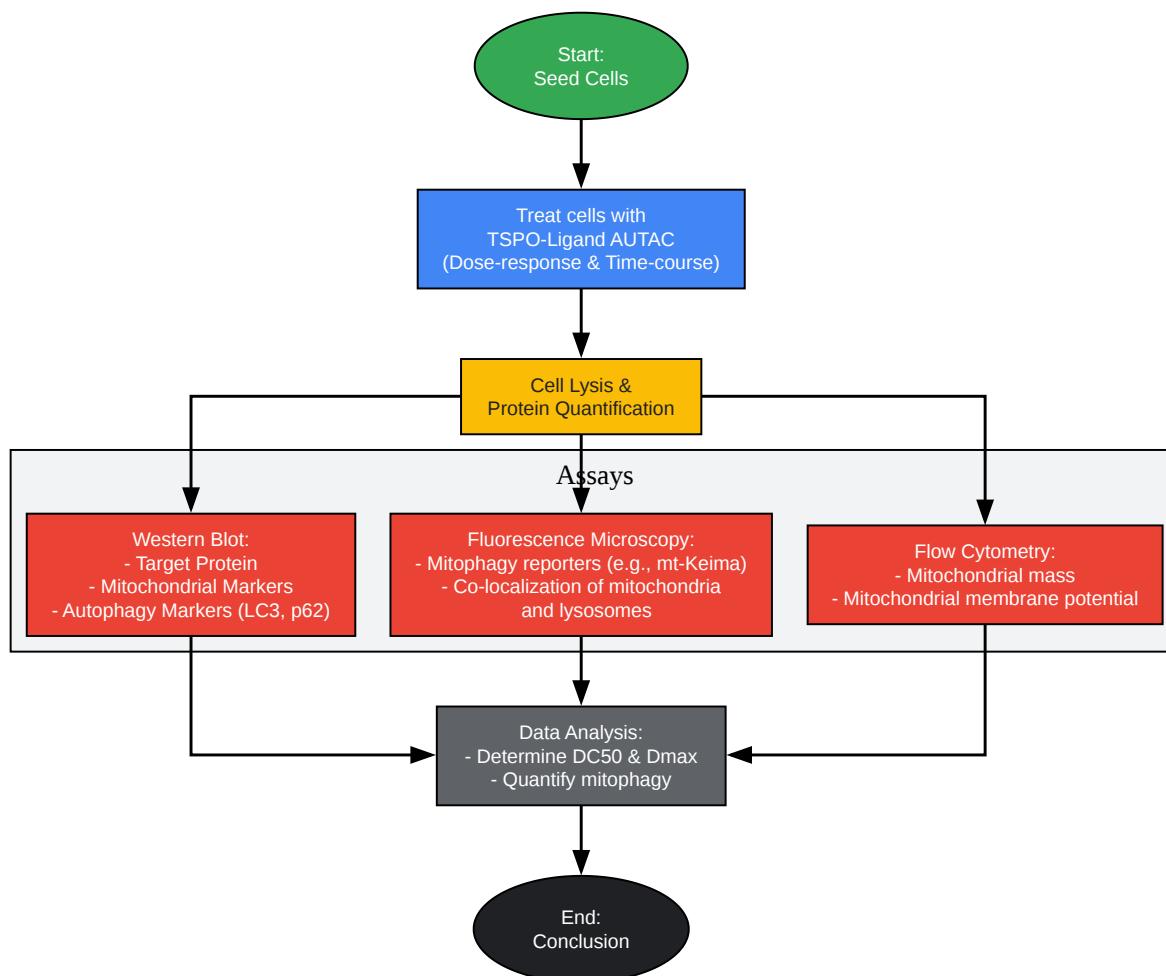 Start:
Seed Cells
Treat cells with
TSPO-Ligand AUTAC
(Dose-response & Time-course)
Cell Lysis &
Protein Quantification
Assays
Western Blot:
- Target Protein
- Mitochondrial Markers
- Autophagy Markers (LC3, p62)
Fluorescence Microscopy:
- Mitophagy reporters (e.g., mt-Keima)
- Co-localization of mitochondria
and lysosomes
Flow Cytometry:
- Mitochondrial mass
- Mitochondrial membrane potential
Data Analysis:
- Determine DC50 & Dmax
- Quantify mitophagy
End:
Conclusion